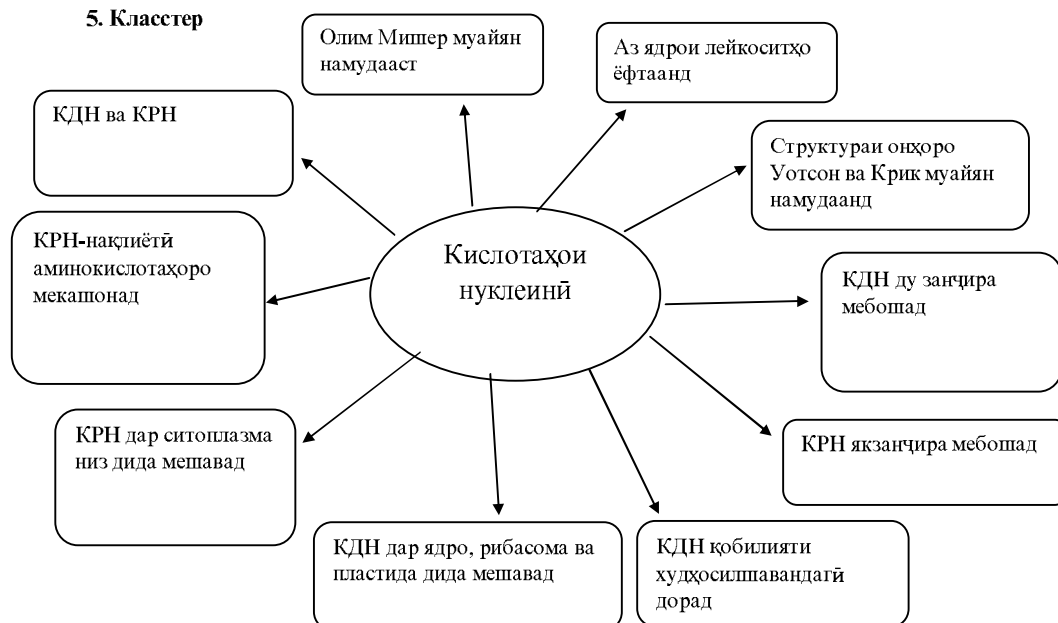 5. Класстер
Олим Мишер муайян
намудааст
Аз ядрои лейкоситҳо
ёфтаанд
КДН ва КРН
Структураи онҳоро
Уотсон ва Крик муайян
намудаанд
КРН-нақлиётӣ
аминокислотаҳоро
мекашонад
Кислотаҳои
нуклеинӣ
КДН ду занҷира
мебошад
КРН дар ситоплазма
низ дида мешавад
КРН якзанҷира мебошад
КДН дар ядро, рибасома ва
пластида дида мешавад
КДН қобилияти
худҳосилшавандагӣ
дорад